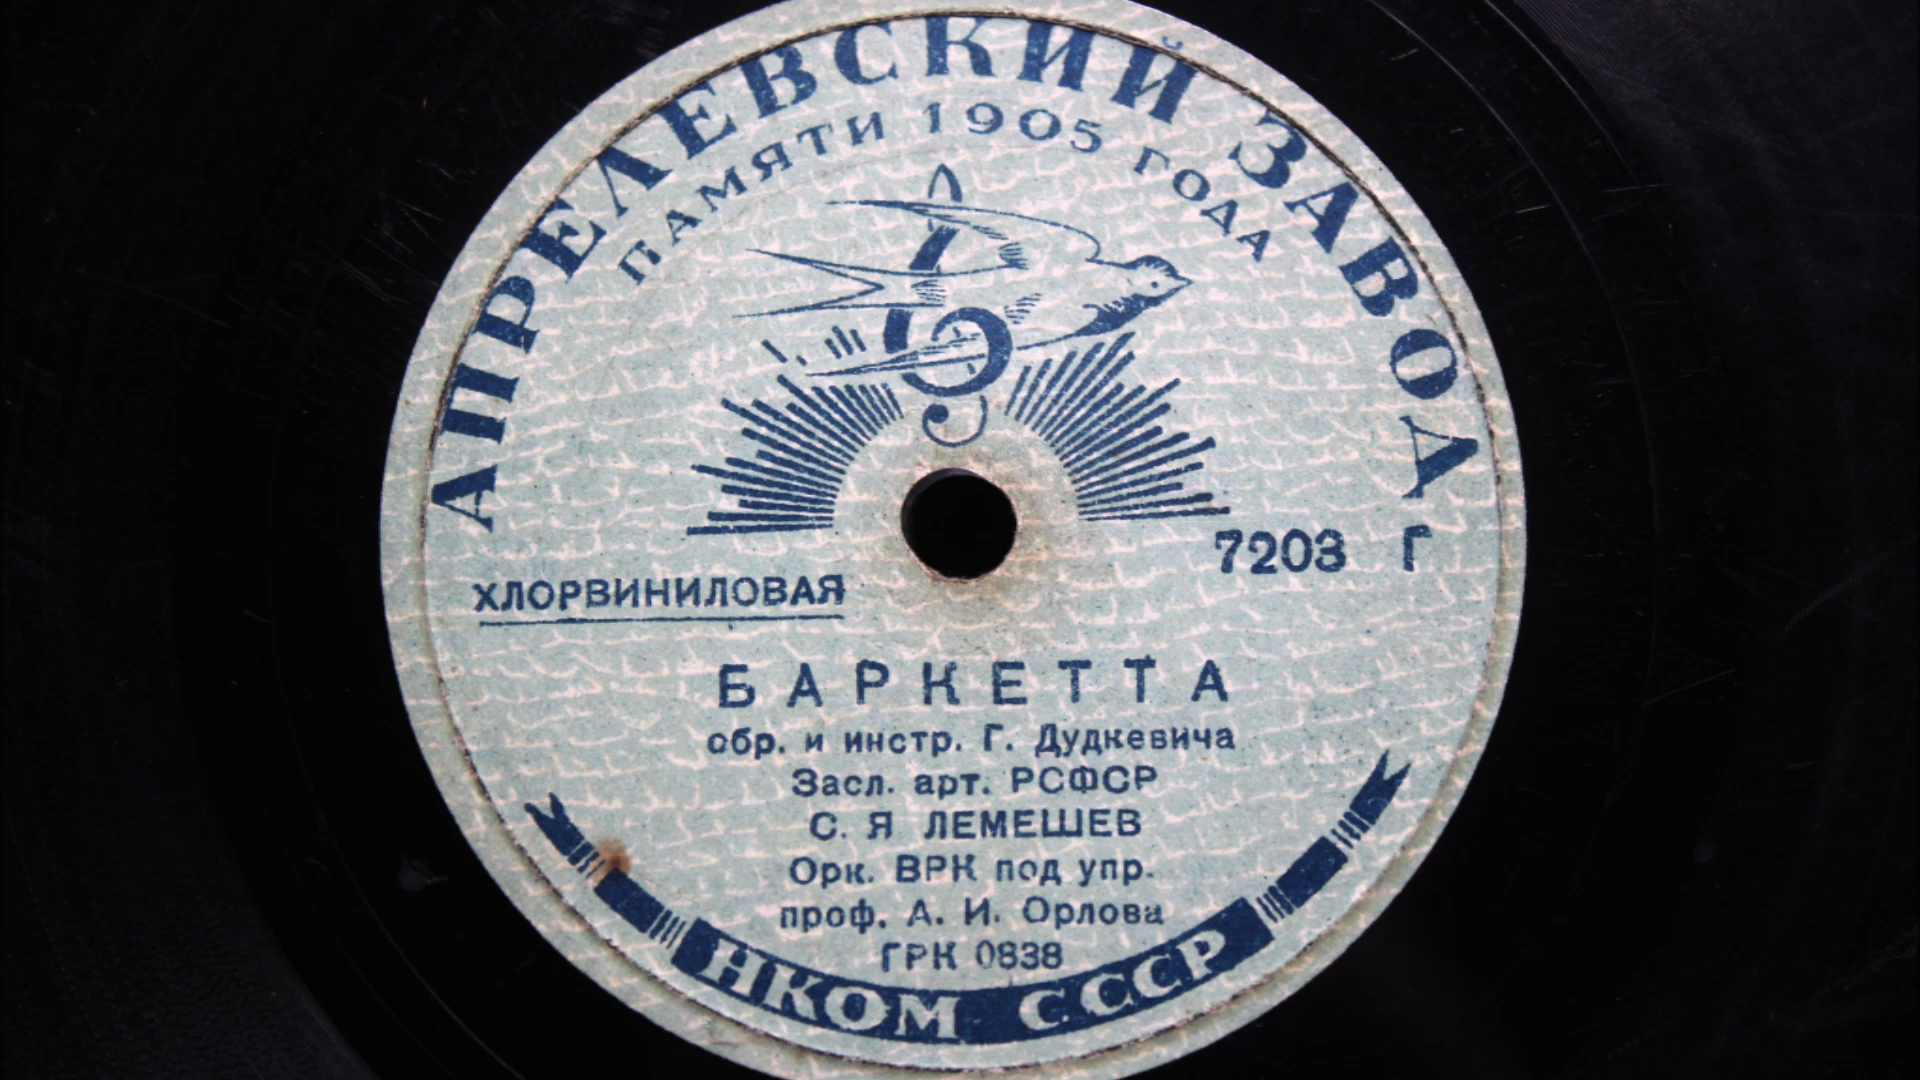 АПРЕЛЕВСКИЙ ЗАВОД
ПАМЯТИ 1905 ГОДА
7203 Г
ХЛОРВИНИЛОВАЯ
БАРКЕТТА
обр. и инстр. Г. Дудкевича
Засл. арт. РСФСР
С. Я ЛЕМЕШЕВ
Орк. ВРК под упр.
проф. А. И. Орлова
ГРК 0838
НКОМ СССР